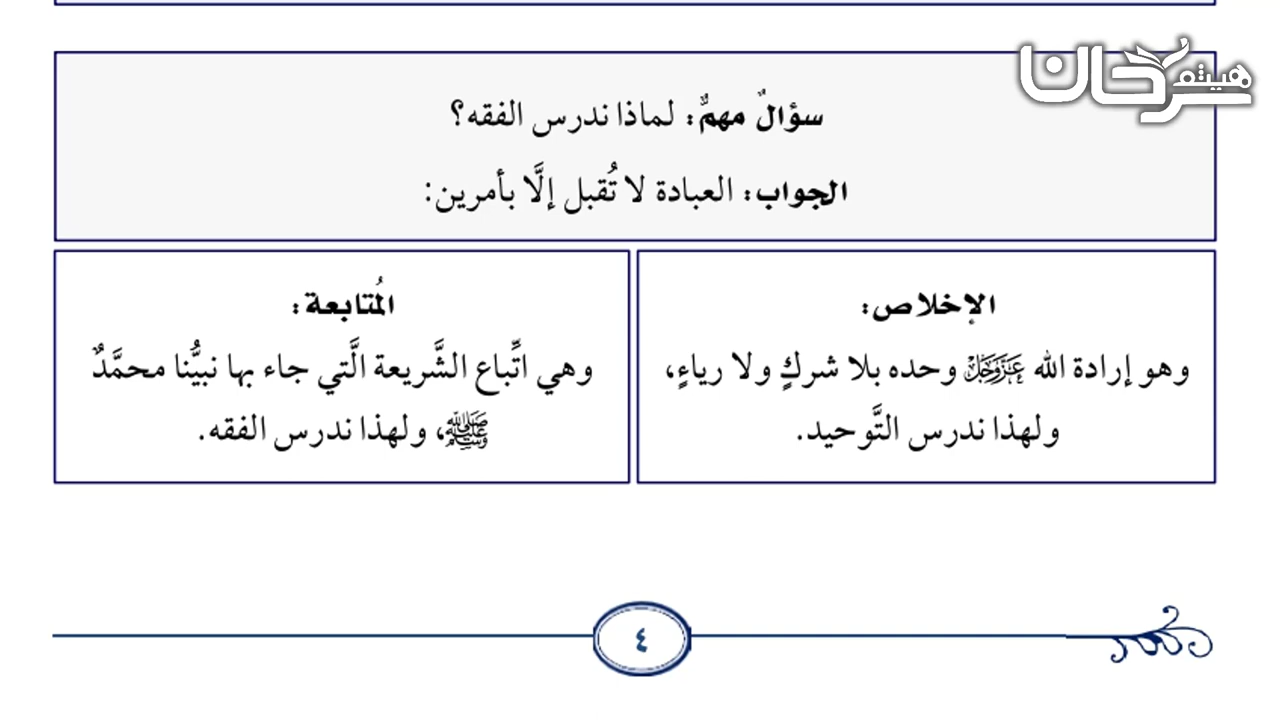 هيثم سرحان
سؤالٌ مهمٌّ: لماذا ندرس الفقه؟
الجواب: العبادة لا تُقبل إلَّا بأمرين:
الإخلاص:
وهو إرادة الله عَزَّوَجَلَّ وحده بلا شركٍ ولا رياءٍ،
ولهذا ندرس التَّوحيد.
المُتابعة:
وهي اتِّباع الشَّريعة الَّتي جاء بها نبيُّنا محمَّدٌ
ﷺ، ولهذا ندرس الفقه.
٤